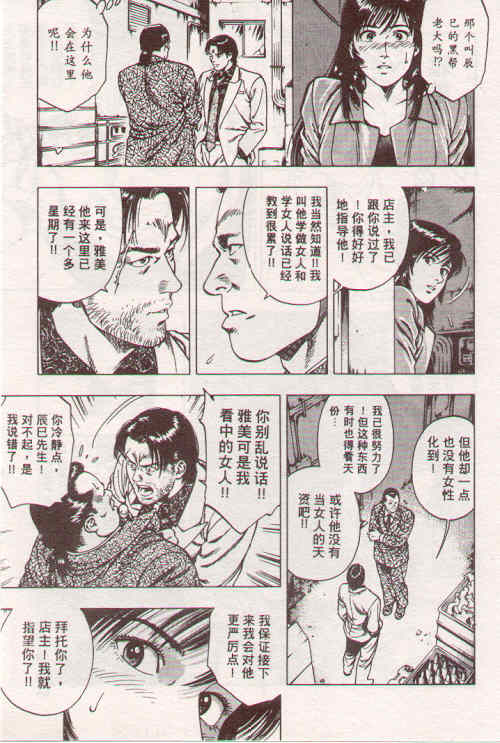 那个叫辰
巳的黑帮
老大吗!?
为什么他
会在这里
呢!!
店主，我已
跟你说过了
！你得好好
地指导他！
我当然知道!!我
叫他学做女人和
学女人说话已经
教到很累了!!
可是，雅美
他来这里已
经有一个多
星期了!!
但他却一点
也没有女性
化到！
我已很努力了
！但这种东西
有时也得看天
份…
或许他没有
当女人的天
资吧!!
你别乱说话!!
雅美可是我
看中的女人!!
你冷静点，
辰巳先生！
对不起，是
我说错了!!
我保证接下
来我会对他
更严厉点！
拜托你了，
店主！我就
指望你了!!